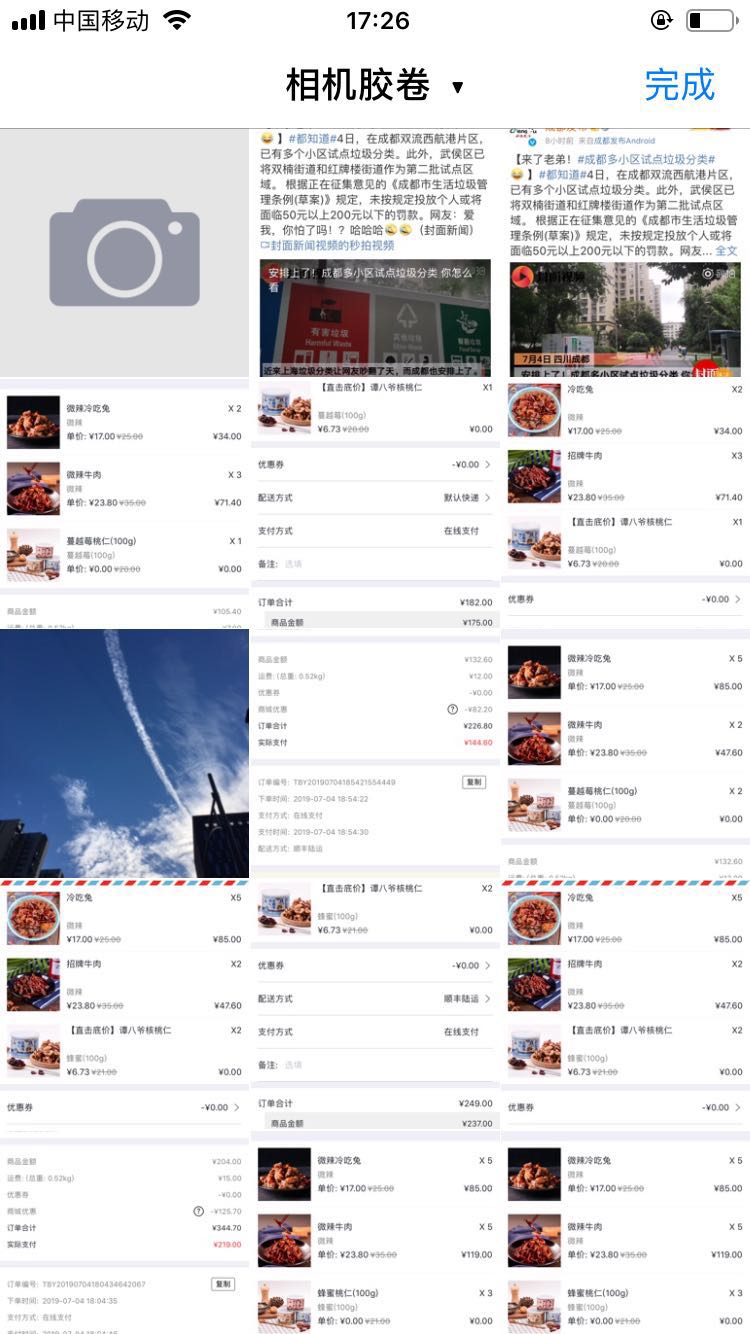 中国移动
17:26
相机胶卷 ▼
完成
😂 】#都知道#4日，在成都双流西航港片区，
已有多个小区试点垃圾分类。此外，武侯区已
将双楠街道和红牌楼街道作为第二批试点区
域。根据正在征集意见的《成都市生活垃圾管
理条例(草案)》规定，未按规定投放个人或将
面临50元以上200元以下的罚款。网友：爱
我，你怕了吗！？哈哈哈😂😂（封面新闻）
封面新闻视频的秒拍视频
安排上了！成都多小区试点垃圾分类 你怎么
看
有害垃圾
Harmful Waste
其他垃圾
近来上海垃圾分类让网友吵翻了天，而成都也安排上了。
8小时前 来自成都发布Android
【来了老弟！#成都多小区试点垃圾分类#
😂 】#都知道#4日，在成都双流西航港片区，
已有多个小区试点垃圾分类。此外，武侯区已
将双楠街道和红牌楼街道作为第二批试点区
域。根据正在征集意见的《成都市生活垃圾管
理条例(草案)》规定，未按规定投放个人或将
面临50元以上200元以下的罚款。网友... 全文
7月4日 四川成都
微辣冷吃兔 X 2
微辣
单价: ¥17.00 ¥25.00 ¥34.00
微辣牛肉 X 3
微辣
单价: ¥23.80 ¥35.00 ¥71.40
蔓越莓桃仁(100g) X 1
蔓越莓(100g)
单价: ¥0.00 ¥20.00 ¥0.00
商品金额 ¥105.40
【直击底价】谭八爷核桃仁 X1
蔓越莓(100g)
¥6.73 ¥20.00 ¥0.00
优惠券 -¥0.00
配送方式 默认快递
支付方式 在线支付
备注: 选填
订单合计 ¥182.00
商品金额 ¥175.00
冷吃兔 X2
微辣
¥17.00 ¥25.00 ¥34.00
招牌牛肉 X3
微辣
¥23.80 ¥35.00 ¥71.40
【直击底价】谭八爷核桃仁 X1
蔓越莓(100g)
¥6.73 ¥20.00 ¥0.00
优惠券 -¥0.00
商品金额 ¥132.60
运费: (总重: 0.52kg) ¥12.00
优惠券 -¥0.00
商城优惠 ? -¥82.20
订单合计 ¥226.80
实际支付 ¥144.60
订单编号: TBY20190704185421554449 复制
下单时间: 2019-07-04 18:54:22
支付方式: 在线支付
支付时间: 2019-07-04 18:54:30
配送方式: 顺丰陆运
微辣冷吃兔 X 5
微辣
单价: ¥17.00 ¥25.00 ¥85.00
微辣牛肉 X 2
微辣
单价: ¥23.80 ¥35.00 ¥47.60
蔓越莓桃仁(100g) X 2
蔓越莓(100g)
单价: ¥0.00 ¥20.00 ¥0.00
商品金额 ¥132.60
冷吃兔 X5
微辣
¥17.00 ¥25.00 ¥85.00
招牌牛肉 X2
微辣
¥23.80 ¥35.00 ¥47.60
【直击底价】谭八爷核桃仁 X2
蜂蜜(100g)
¥6.73 ¥21.00 ¥0.00
优惠券 -¥0.00
【直击底价】谭八爷核桃仁 X2
蜂蜜(100g)
¥6.73 ¥21.00 ¥0.00
优惠券 -¥0.00
配送方式 顺丰陆运
支付方式 在线支付
备注: 选填
订单合计 ¥249.00
商品金额 ¥237.00
冷吃兔 X5
微辣
¥17.00 ¥25.00 ¥85.00
招牌牛肉 X2
微辣
¥23.80 ¥35.00 ¥47.60
【直击底价】谭八爷核桃仁 X2
蜂蜜(100g)
¥6.73 ¥21.00 ¥0.00
优惠券 -¥0.00
商品金额 ¥204.00
运费: (总重: 0.52kg) ¥15.00
优惠券 -¥0.00
商城优惠 ? -¥125.70
订单合计 ¥344.70
实际支付 ¥219.00
订单编号: TBY20190704180434642067 复制
下单时间: 2019-07-04 18:04:35
支付方式: 在线支付
微辣冷吃兔 X 5
微辣
单价: ¥17.00 ¥25.00 ¥85.00
微辣牛肉 X 5
微辣
单价: ¥23.80 ¥35.00 ¥119.00
蜂蜜桃仁(100g) X 3
蜂蜜(100g)
单价: ¥0.00 ¥21.00 ¥0.00
微辣冷吃兔 X 5
微辣
单价: ¥17.00 ¥25.00 ¥85.00
微辣牛肉 X 5
微辣
单价: ¥23.80 ¥35.00 ¥119.00
蜂蜜桃仁(100g) X 3
蜂蜜(100g)
单价: ¥0.00 ¥21.00 ¥0.00